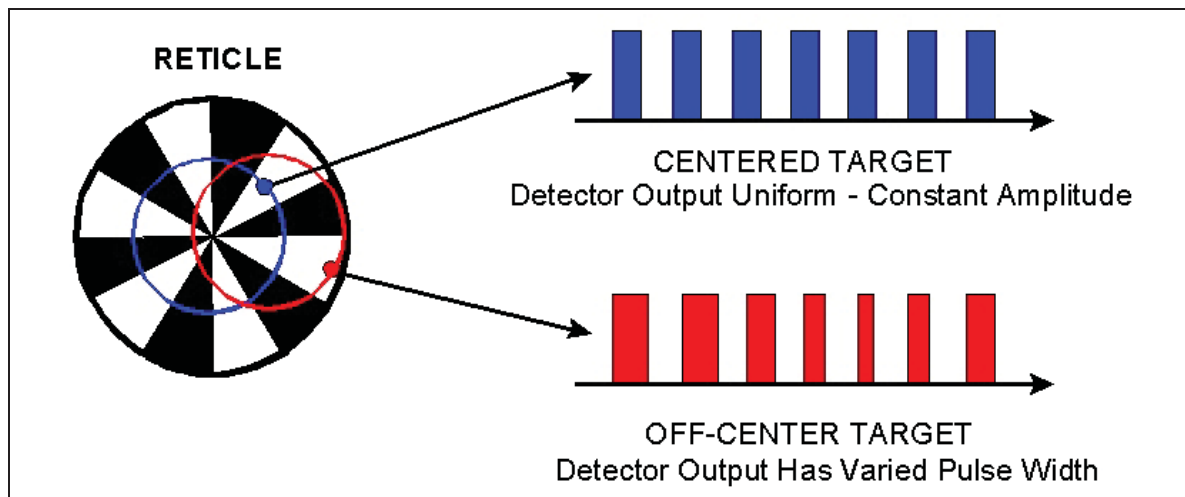 RETICLE
CENTERED TARGET
Detector Output Uniform - Constant Amplitude
OFF-CENTER TARGET
Detector Output Has Varied Pulse Width